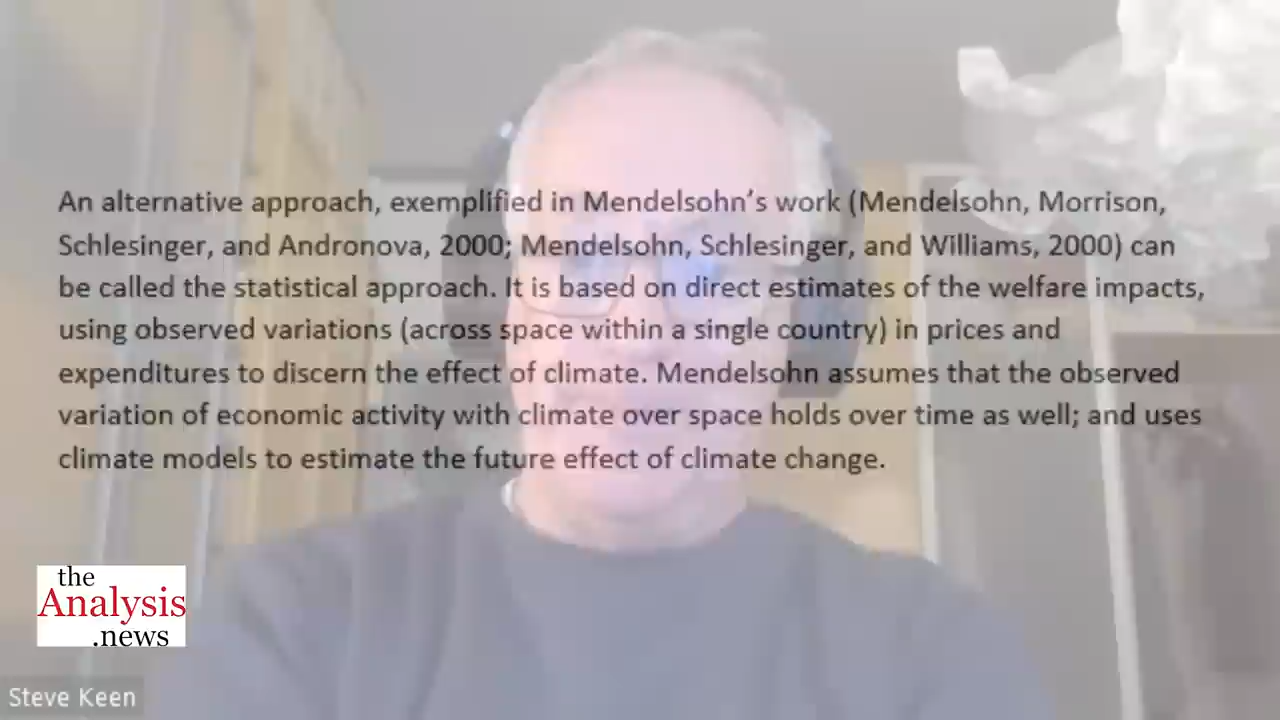 An alternative approach, exemplified in Mendelsohn’s work (Mendelsohn, Morrison,
Schlesinger, and Andronova, 2000; Mendelsohn, Schlesinger, and Williams, 2000) can
be called the statistical approach. It is based on direct estimates of the welfare impacts,
using observed variations (across space within a single country) in prices and
expenditures to discern the effect of climate. Mendelsohn assumes that the observed
variation of economic activity with climate over space holds over time as well; and uses
climate models to estimate the future effect of climate change.
the
Analysis
.news
Steve Keen